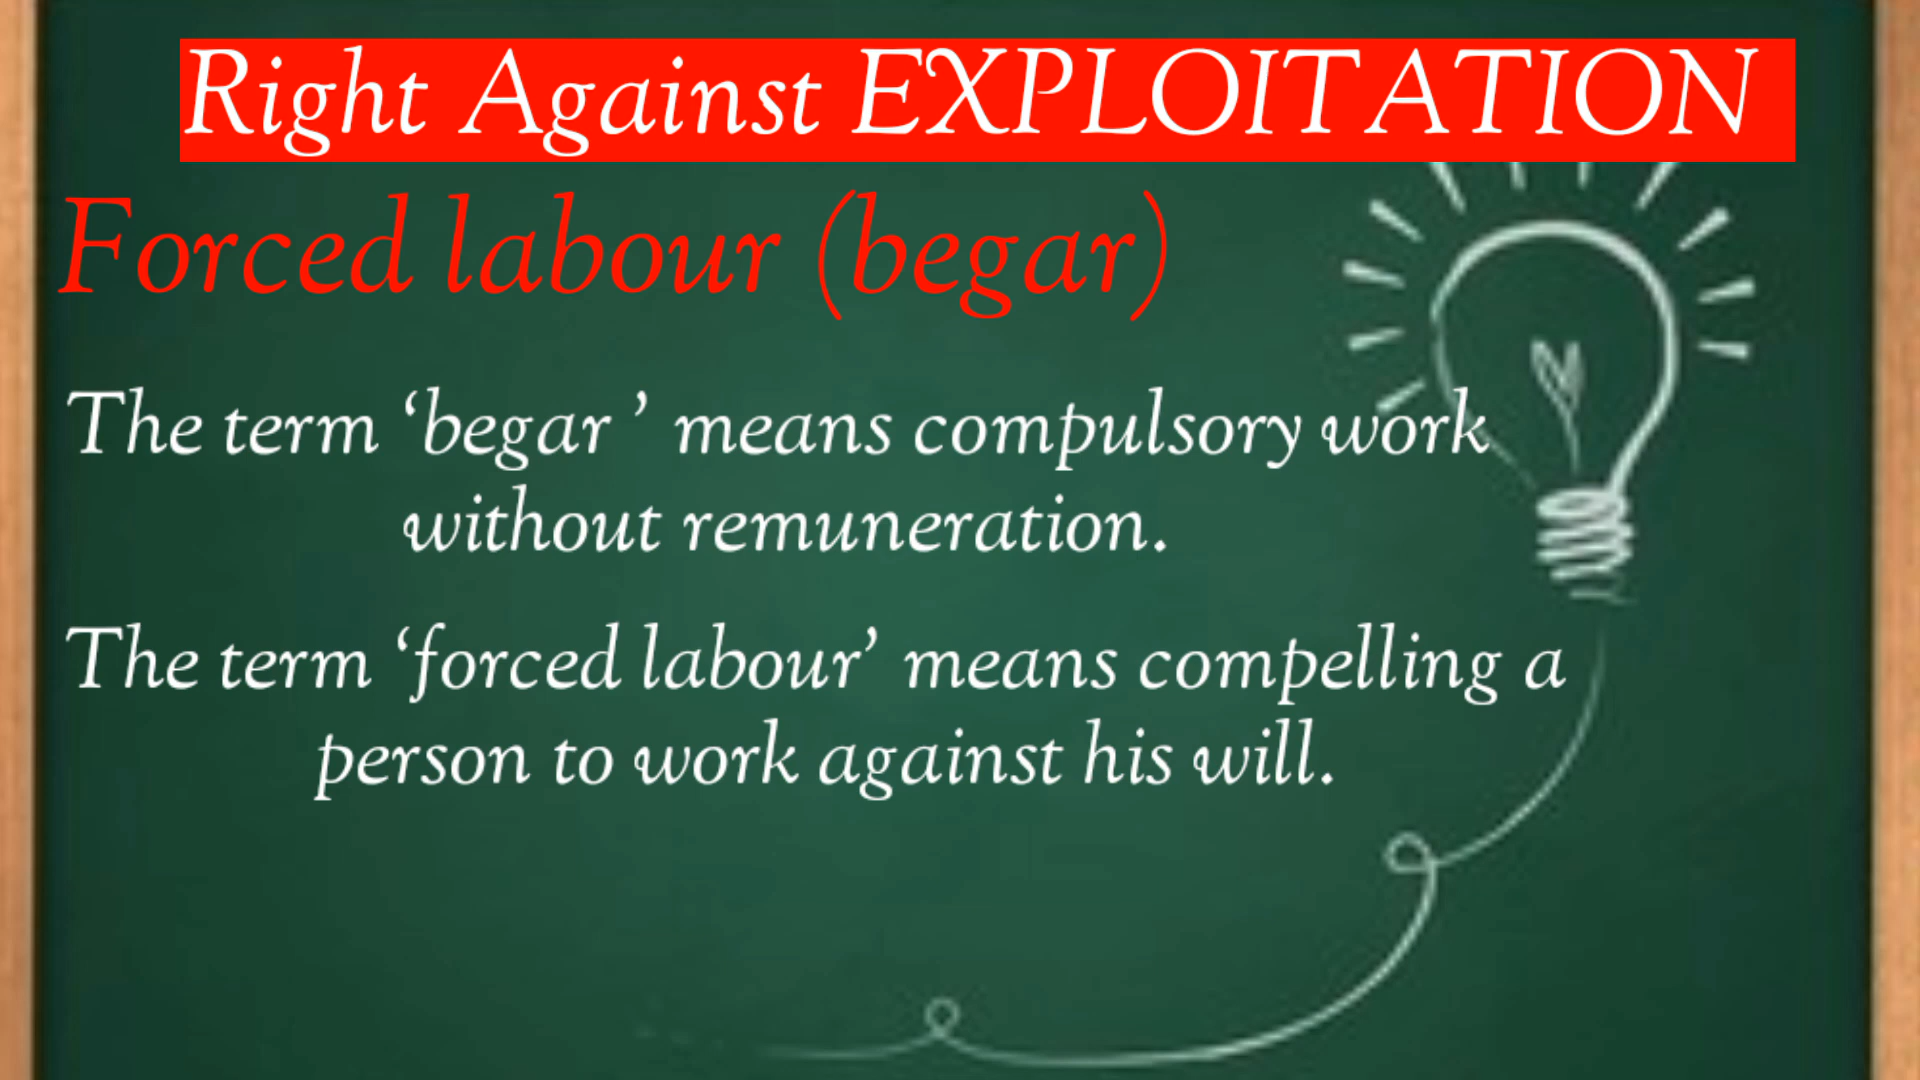 Right Against EXPLOITATION
Forced labour (begar)
The term ‘begar ’ means compulsory work
without remuneration.
The term ‘forced labour’ means compelling a
person to work against his will.